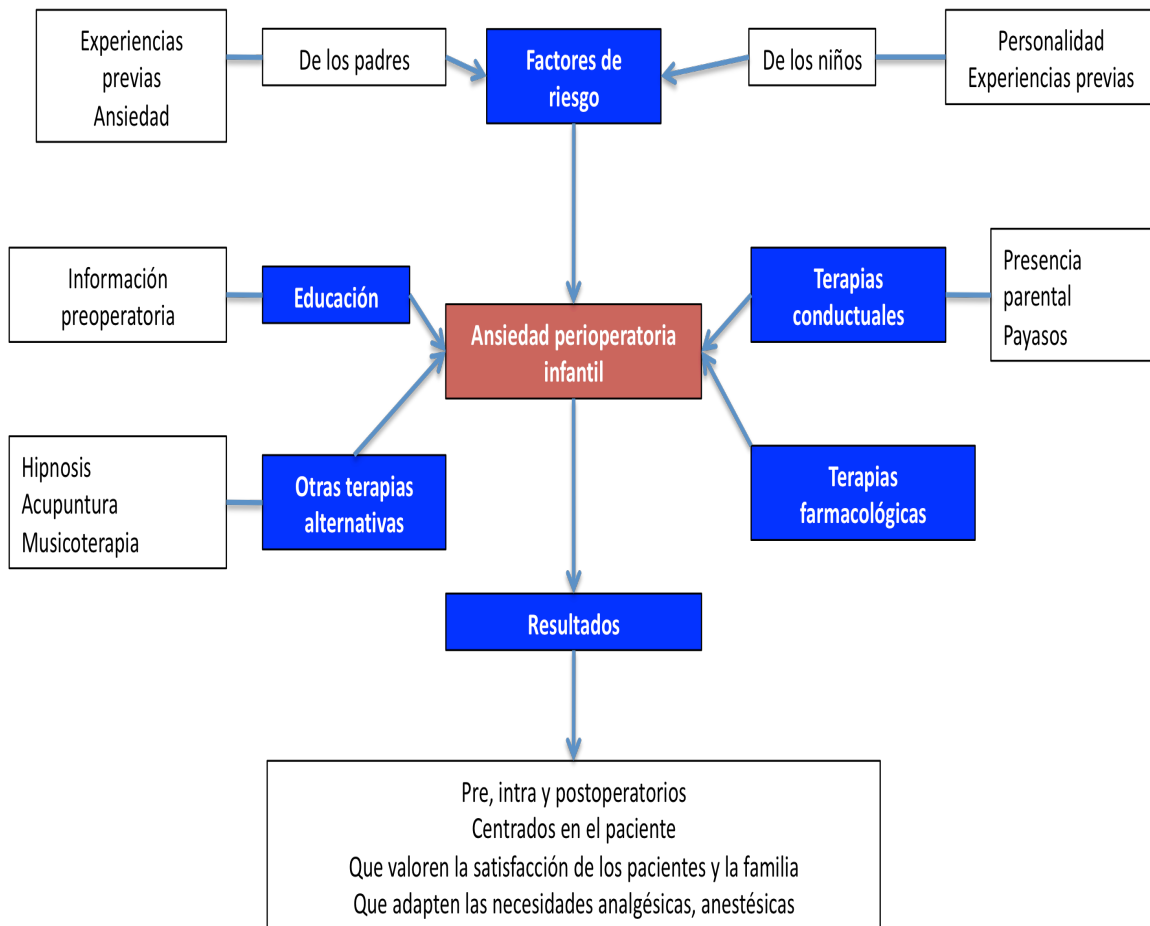 Experiencias
previas
Ansiedad
De los padres
Factores de
riesgo
De los niños
Personalidad
Experiencias previas
Información
preoperatoria
Educación
Ansiedad perioperatoria
infantil
Terapias
conductuales
Presencia
parental
Payasos
Hipnosis
Acupuntura
Musicoterapia
Otras terapias
alternativas
Terapias
farmacológicas
Resultados
Pre, intra y postoperatorios
Centrados en el paciente
Que valoren la satisfacción de los pacientes y la familia
Que adapten las necesidades analgésicas, anestésicas